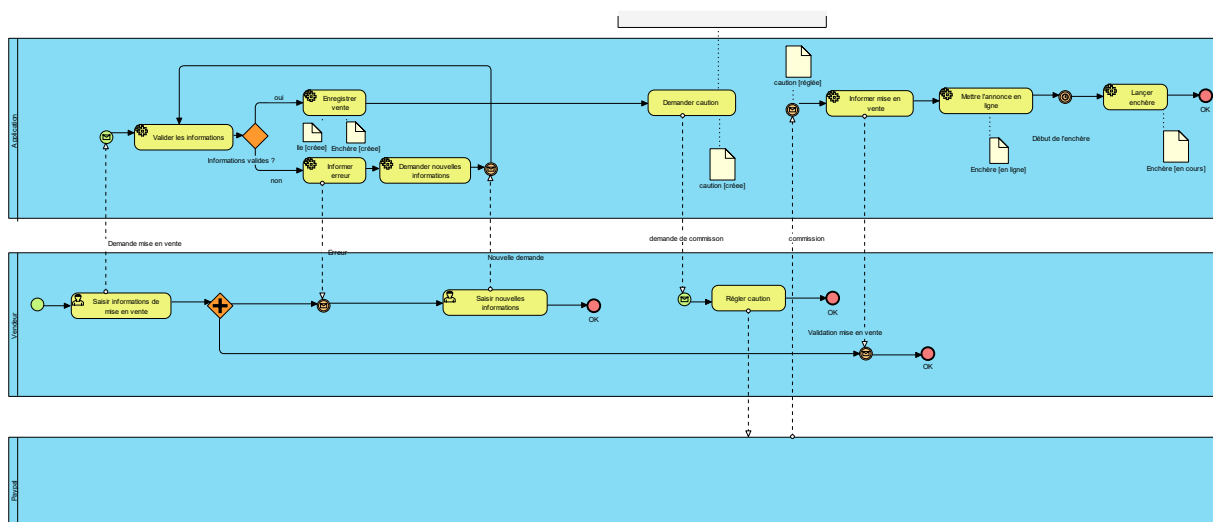 Application
caution [réglée]
oui
Enregistrer
vente
Demander caution
Informer mise en
vente
Mettre l'annonce en
ligne
Lançer
enchère
OK
Valider les informations
Informations valides ?
Ile [créee]
Enchère [créee]
Début de l'enchère
non
Informer
erreur
Demander nouvelles
informations
caution [créee]
Enchère [en ligne]
Enchère [en cours]
Demande mise en vente
Erreur
Nouvelle demande
demande de commisson
commission
Vendeur
Saisir informations de
mise en vente
Saisir nouvelles
informations
OK
Régler caution
OK
Validation mise en vente
OK
Paypal